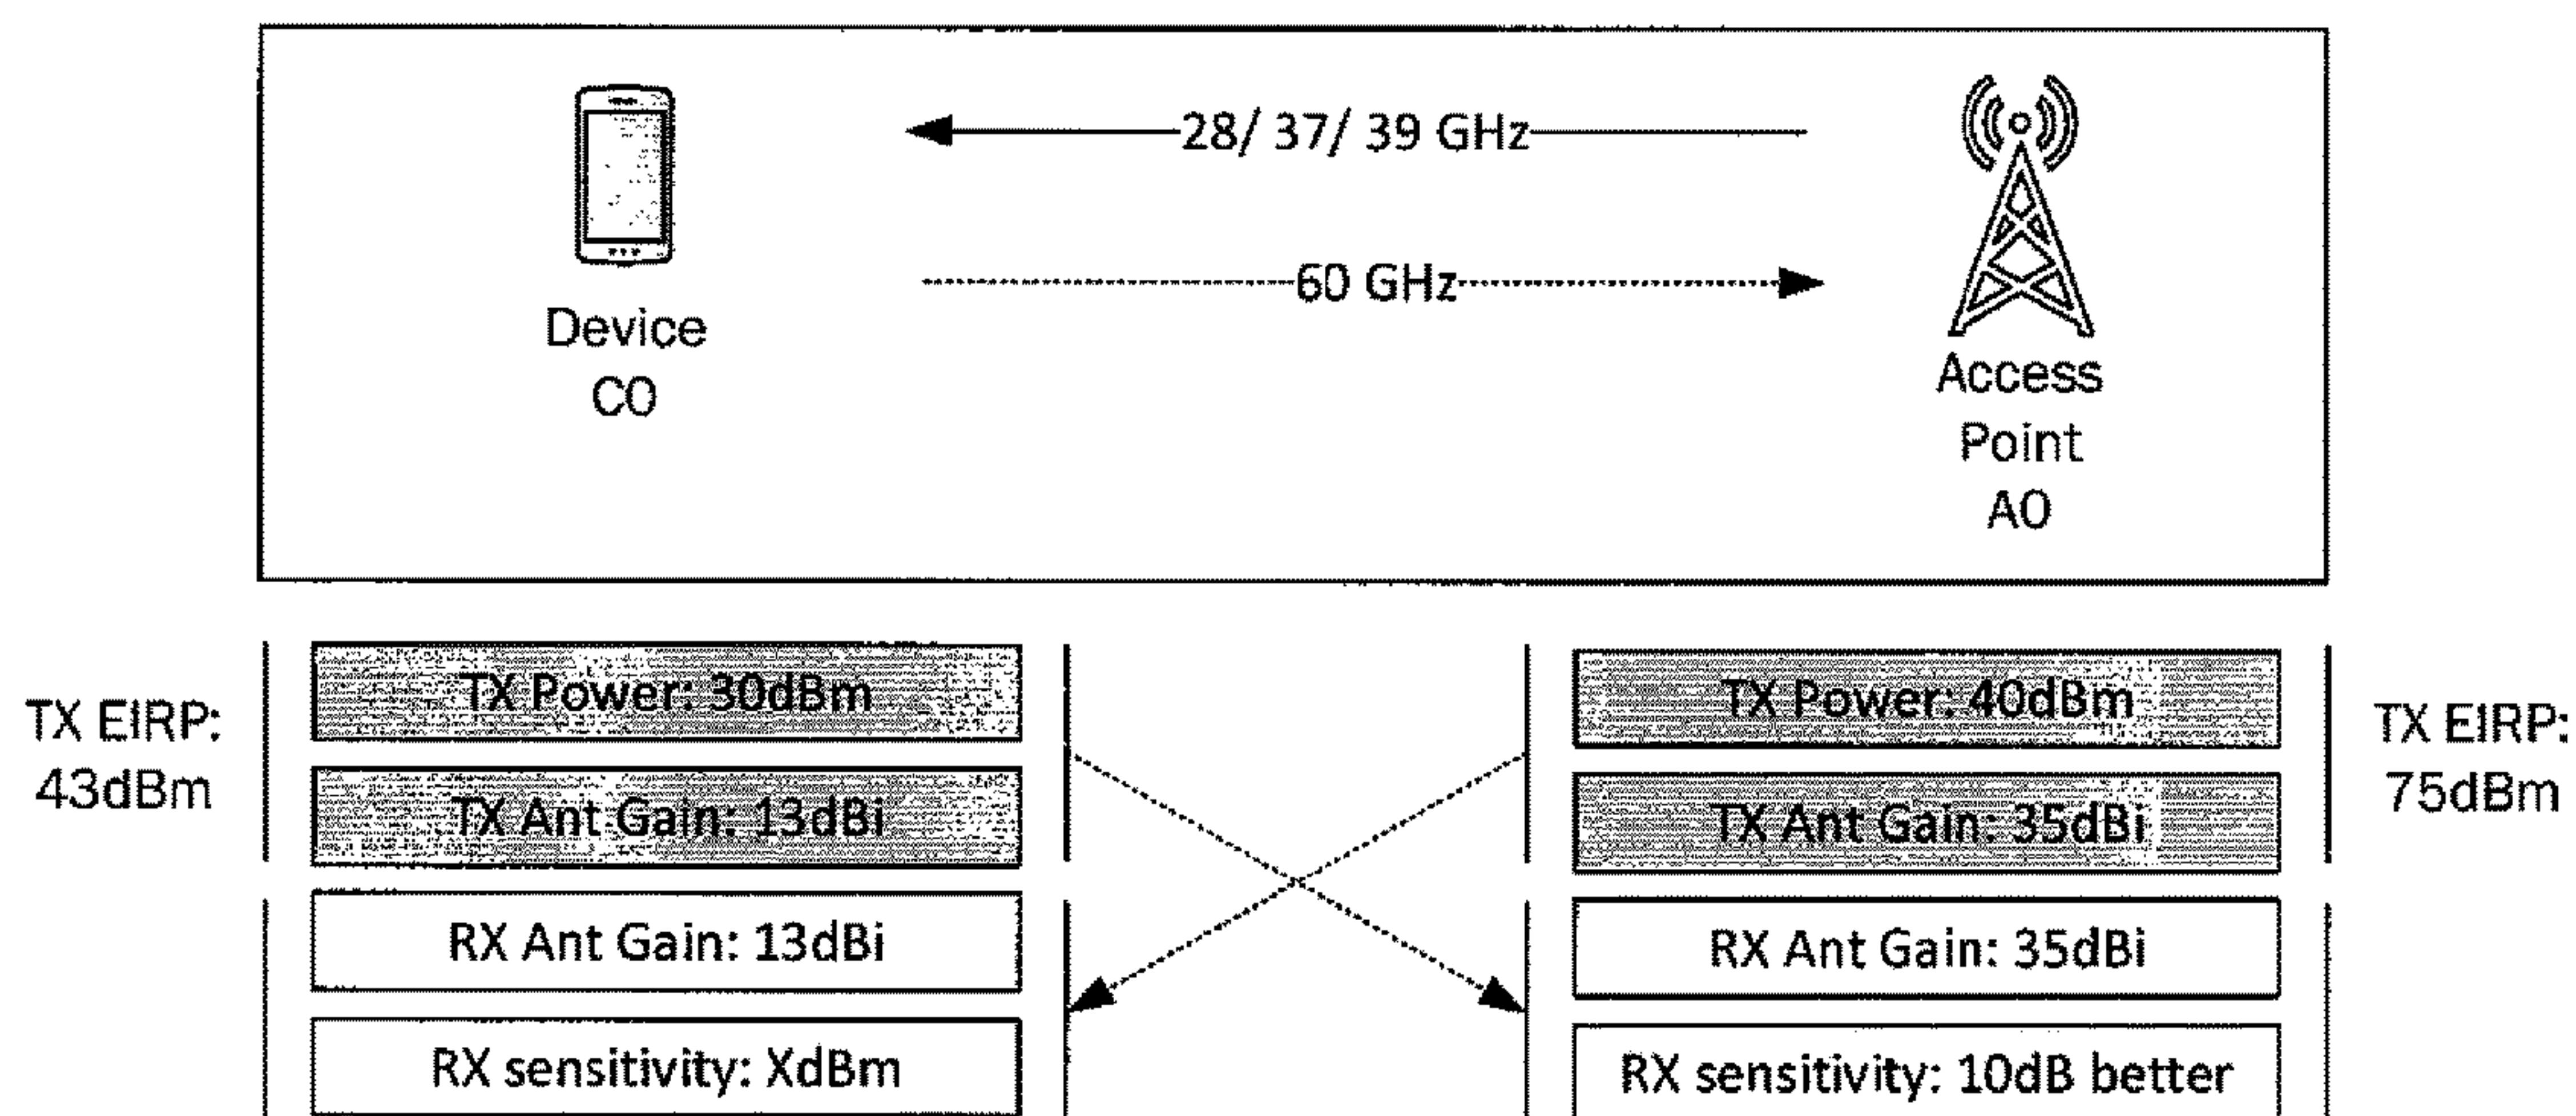 28/ 37/ 39 GHz
60 GHz
Device
C0
Access
Point
A0
TX EIRP:
43dBm
TX Power: 30dBm
TX Ant Gain: 13dBi
RX Ant Gain: 13dBi
RX sensitivity: XdBm
TX Power: 40dBm
TX Ant Gain: 35dBi
RX Ant Gain: 35dBi
RX sensitivity: 10dB better
TX EIRP:
75dBm